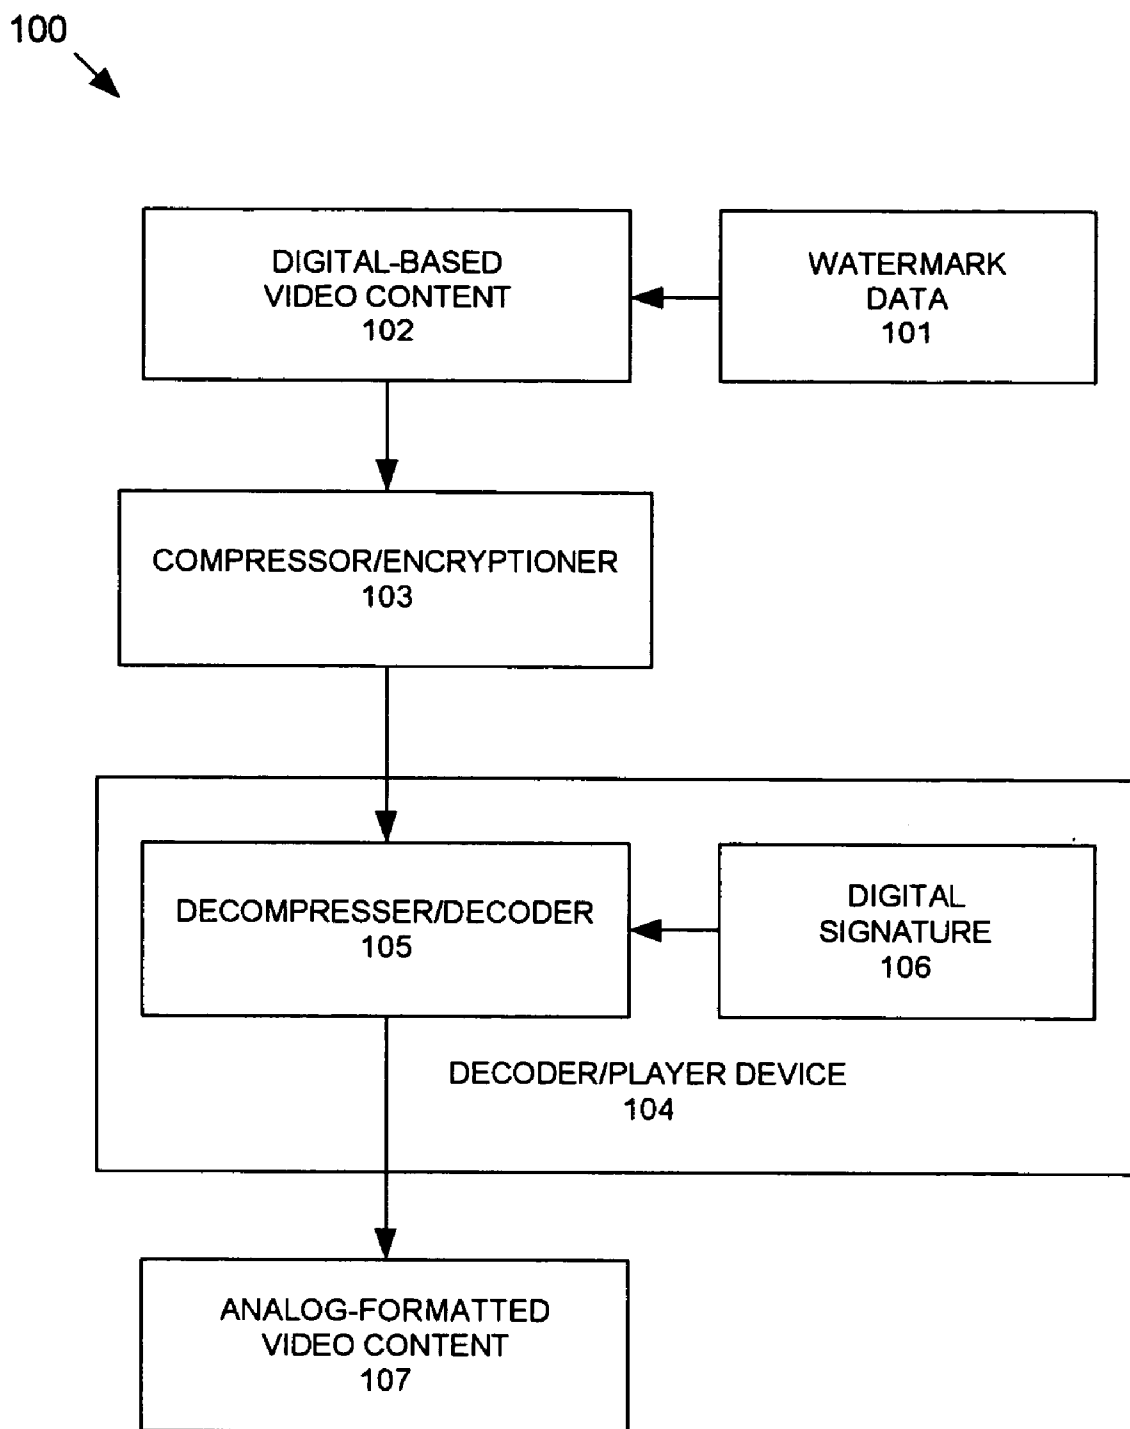 100
DIGITAL-BASED
VIDEO CONTENT
102
WATERMARK
DATA
101
COMPRESSOR/ENCRYPTIONER
103
DECOMPRESSER/DECODER
105
DIGITAL
SIGNATURE
106
DECODER/PLAYER DEVICE
104
ANALOG-FORMATTED
VIDEO CONTENT
107